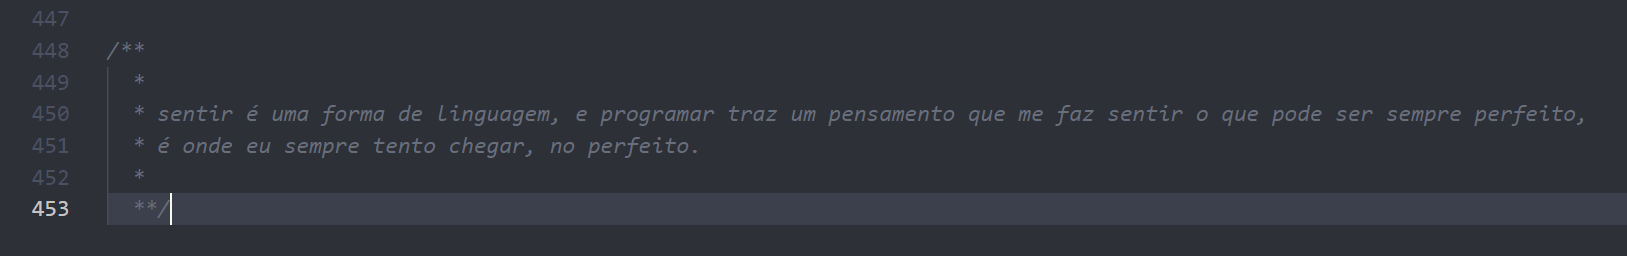 447
448 /**
449 *
450 * sentir é uma forma de linguagem, e programar traz um pensamento que me faz sentir o que pode ser sempre perfeito,
451 * é onde eu sempre tento chegar, no perfeito.
452 *
453 **/